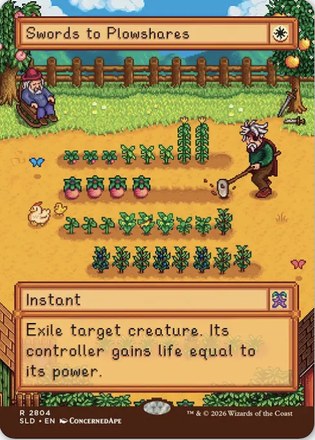 Swords to Plowshares
Instant
Exile target creature. Its
controller gains life equal to
its power.
R 2804
SLD • EN ConcernedApe
™ & © 2026 Wizards of the Coast